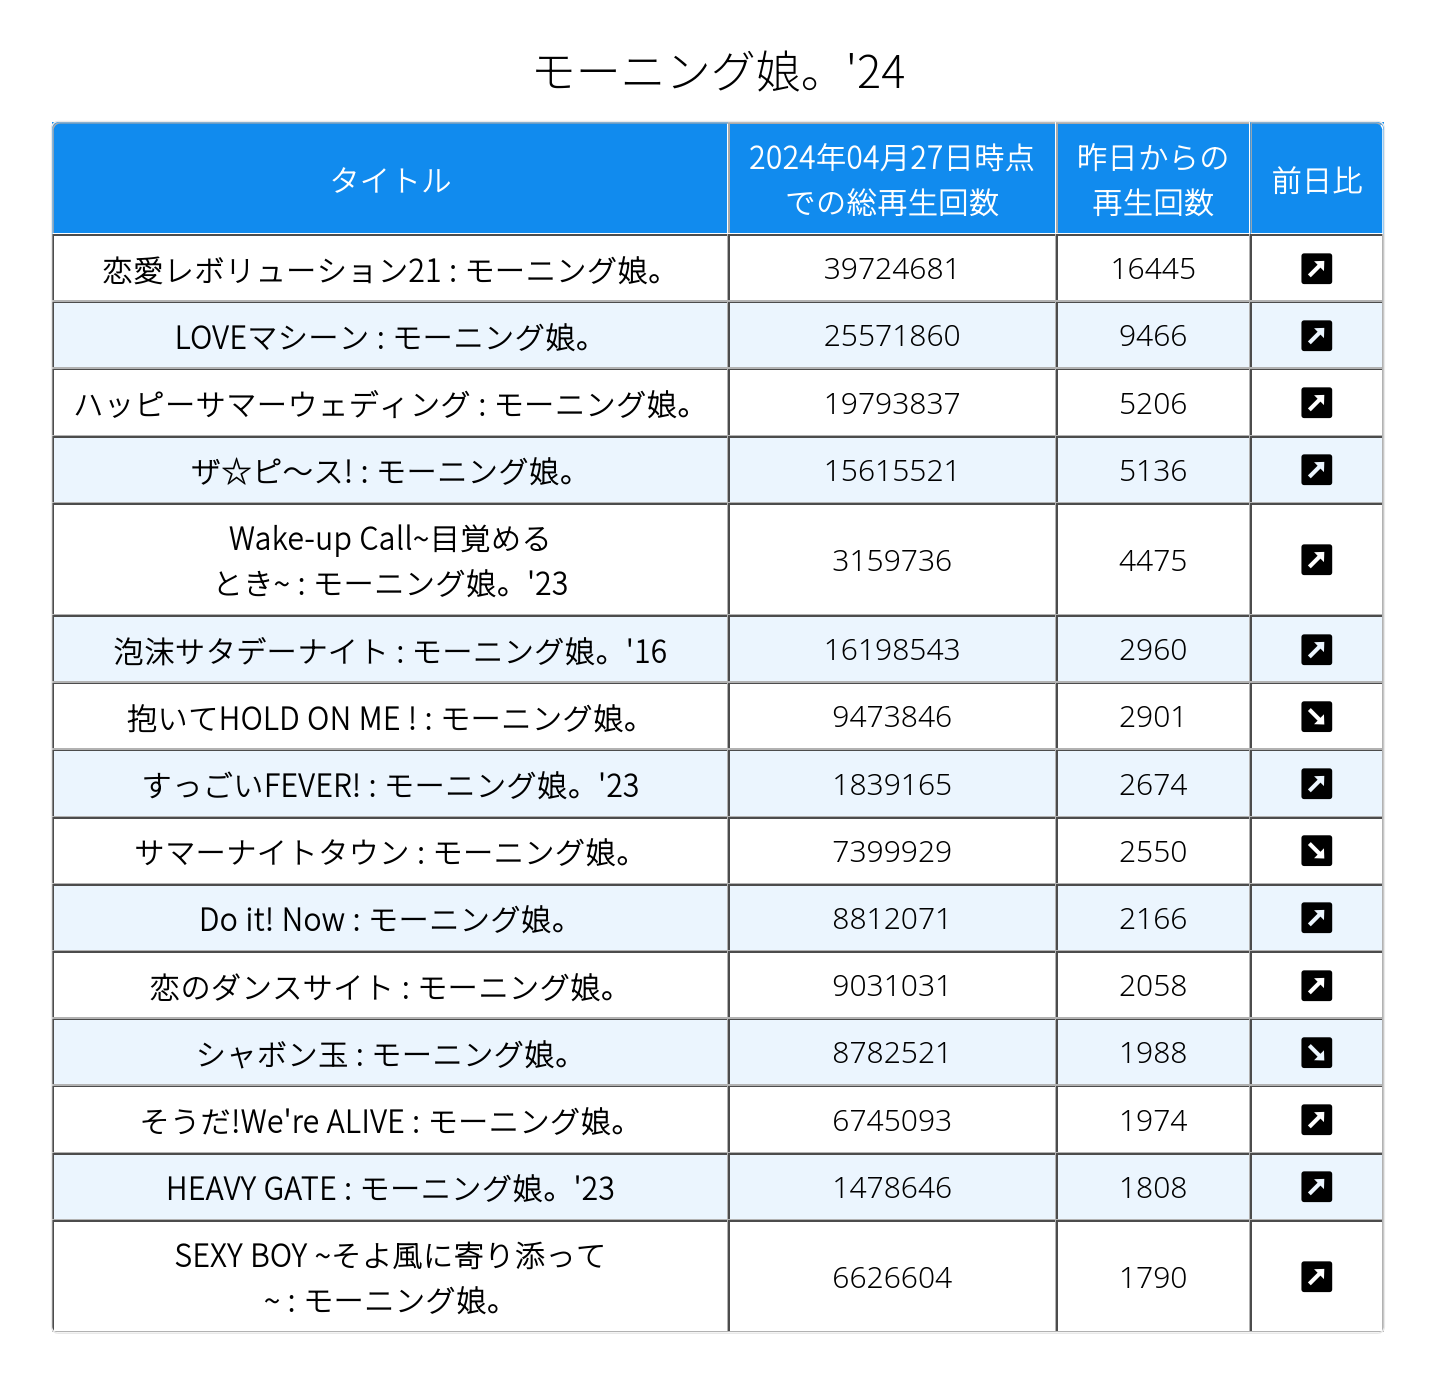 モーニング娘。'24
タイトル
2024年04月27日時点
での総再生回数
昨日からの
再生回数
前日比
恋愛レボリューション21 : モーニング娘。 39724681 16445 ↗
LOVEマシーン : モーニング娘。 25571860 9466 ↗
ハッピーサマーウェディング : モーニング娘。 19793837 5206 ↗
ザ☆ピ〜ス! : モーニング娘。 15615521 5136 ↗
Wake-up Call~目覚める
とき~ : モーニング娘。'23 3159736 4475 ↗
泡沫サタデーナイト : モーニング娘。'16 16198543 2960 ↗
抱いてHOLD ON ME ! : モーニング娘。 9473846 2901 ↘
すっごいFEVER! : モーニング娘。'23 1839165 2674 ↗
サマーナイトタウン : モーニング娘。 7399929 2550 ↘
Do it! Now : モーニング娘。 8812071 2166 ↗
恋のダンスサイト : モーニング娘。 9031031 2058 ↗
シャボン玉 : モーニング娘。 8782521 1988 ↘
そうだ!We're ALIVE : モーニング娘。 6745093 1974 ↗
HEAVY GATE : モーニング娘。'23 1478646 1808 ↗
SEXY BOY ~そよ風に寄り添って
~ : モーニング娘。 6626604 1790 ↗